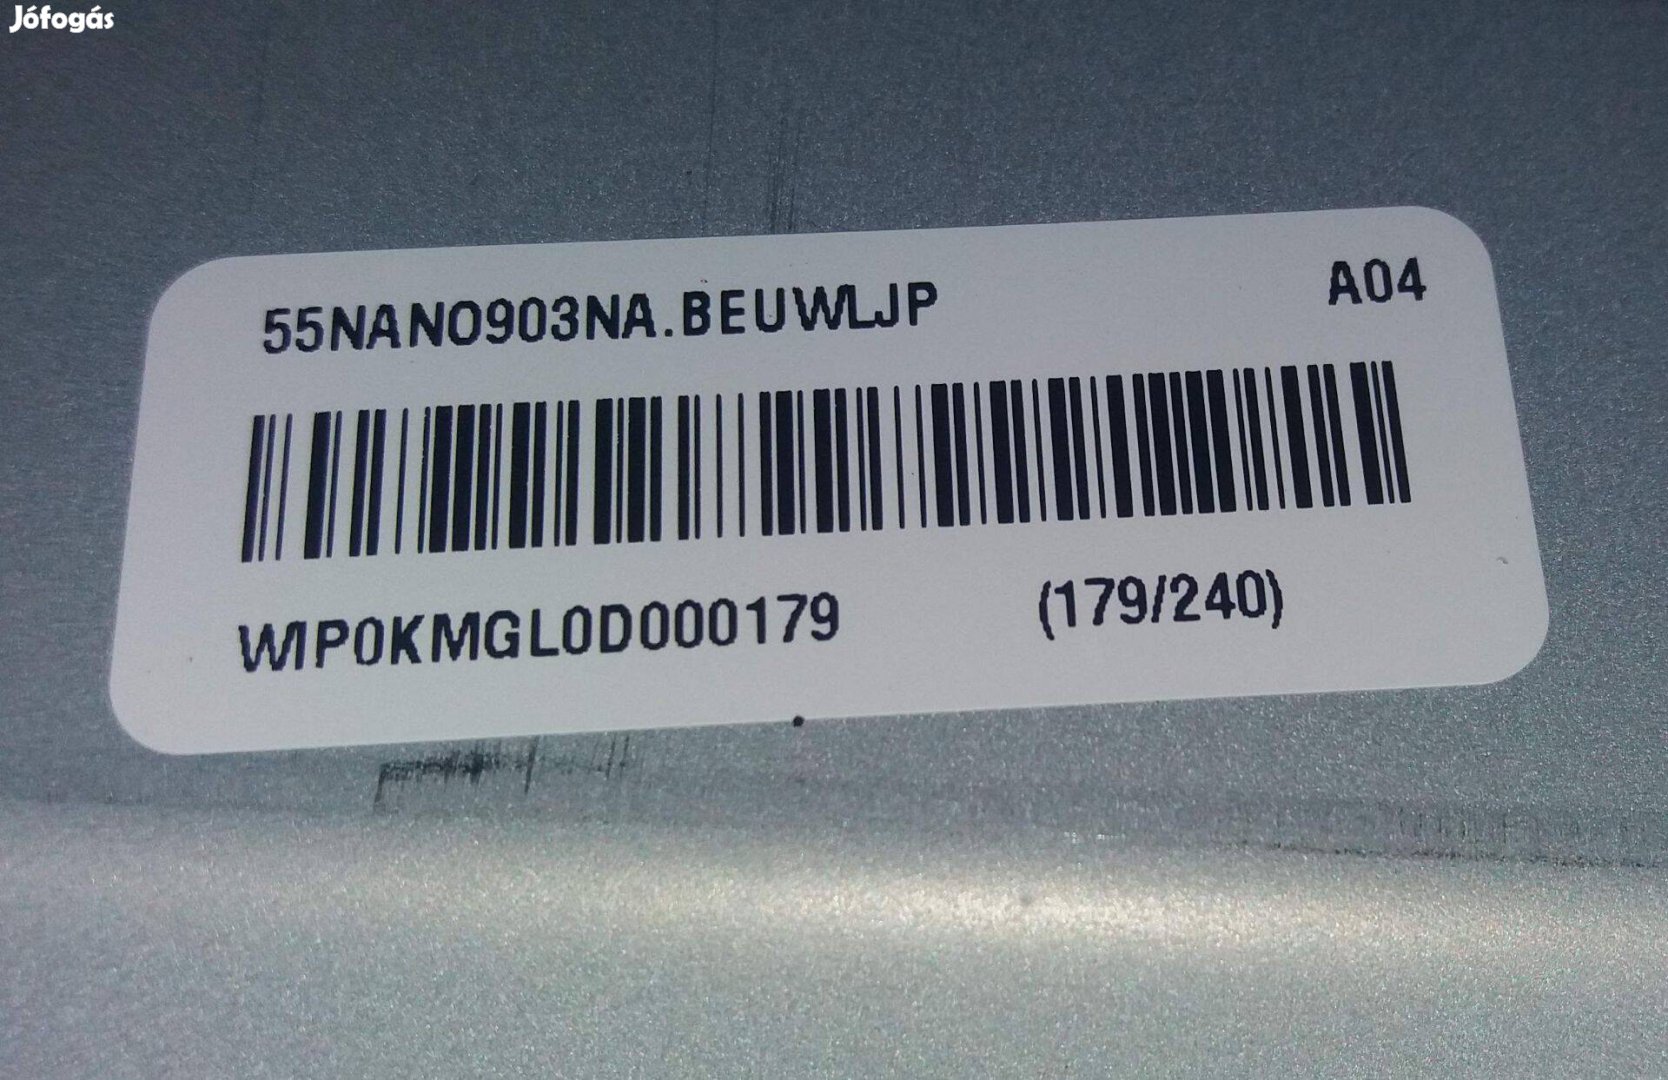 Jófogás
55NANO903NA.BEUWLJP A04
WIP0KMGL0D000179 (179/240)